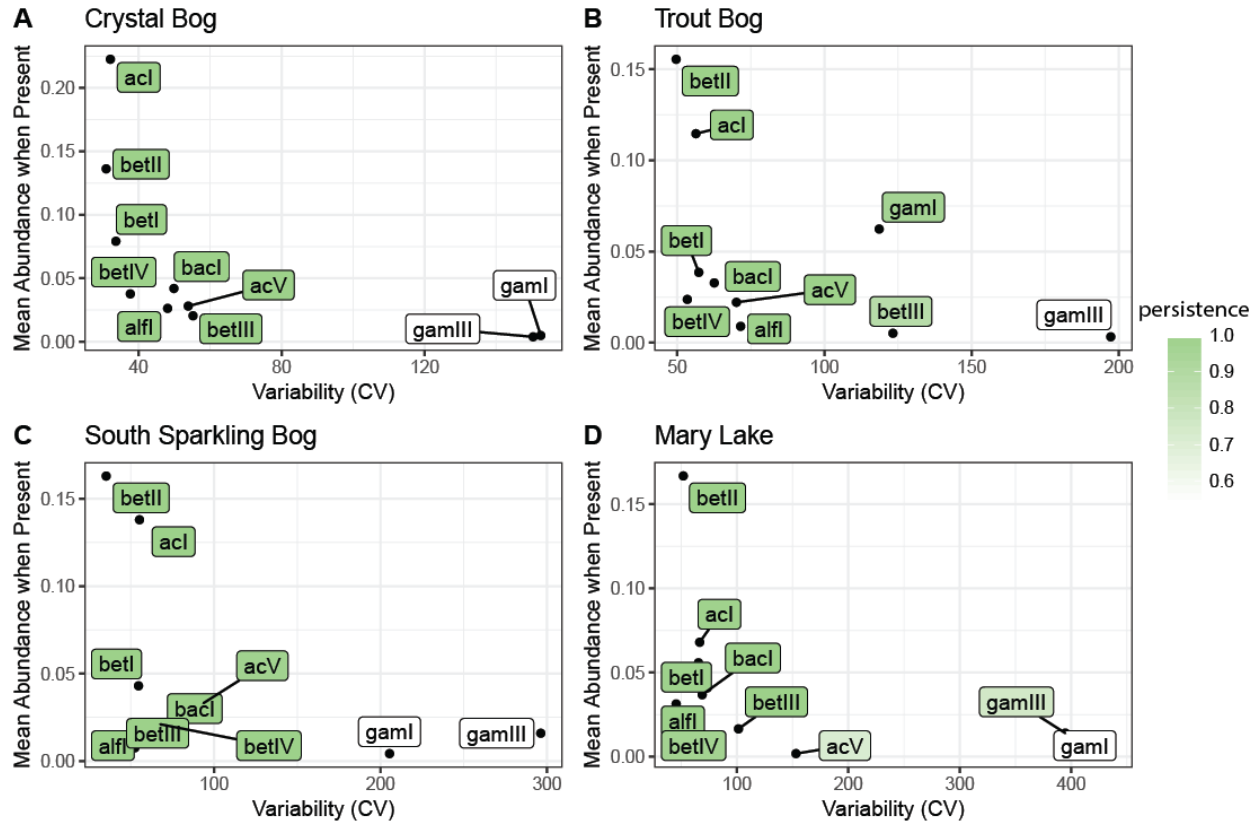 A Crystal Bog
Mean Abundance when Present
0.20
0.15
0.10
0.05
0.00
acI
betII
betI
betIV
bacI
acV
alfI
betIII
gamI
gamIII
40 80 120
Variability (CV)
B Trout Bog
Mean Abundance when Present
0.15
0.10
0.05
0.00
betII
acI
gamI
betI
bacI
acV
betIV
alfI
betIII
gamIII
50 100 150 200
Variability (CV)
persistence
1.0
0.9
0.8
0.7
0.6
C South Sparkling Bog
Mean Abundance when Present
0.15
0.10
0.05
0.00
betII
acI
betI
acV
bacI
betIII
alfI
betIV
gamI
gamIII
100 200 300
Variability (CV)
D Mary Lake
Mean Abundance when Present
0.15
0.10
0.05
0.00
betII
acI
bacI
betI
betIII
gamIII
alfI
betIV
acV
gamI
100 200 300 400
Variability (CV)